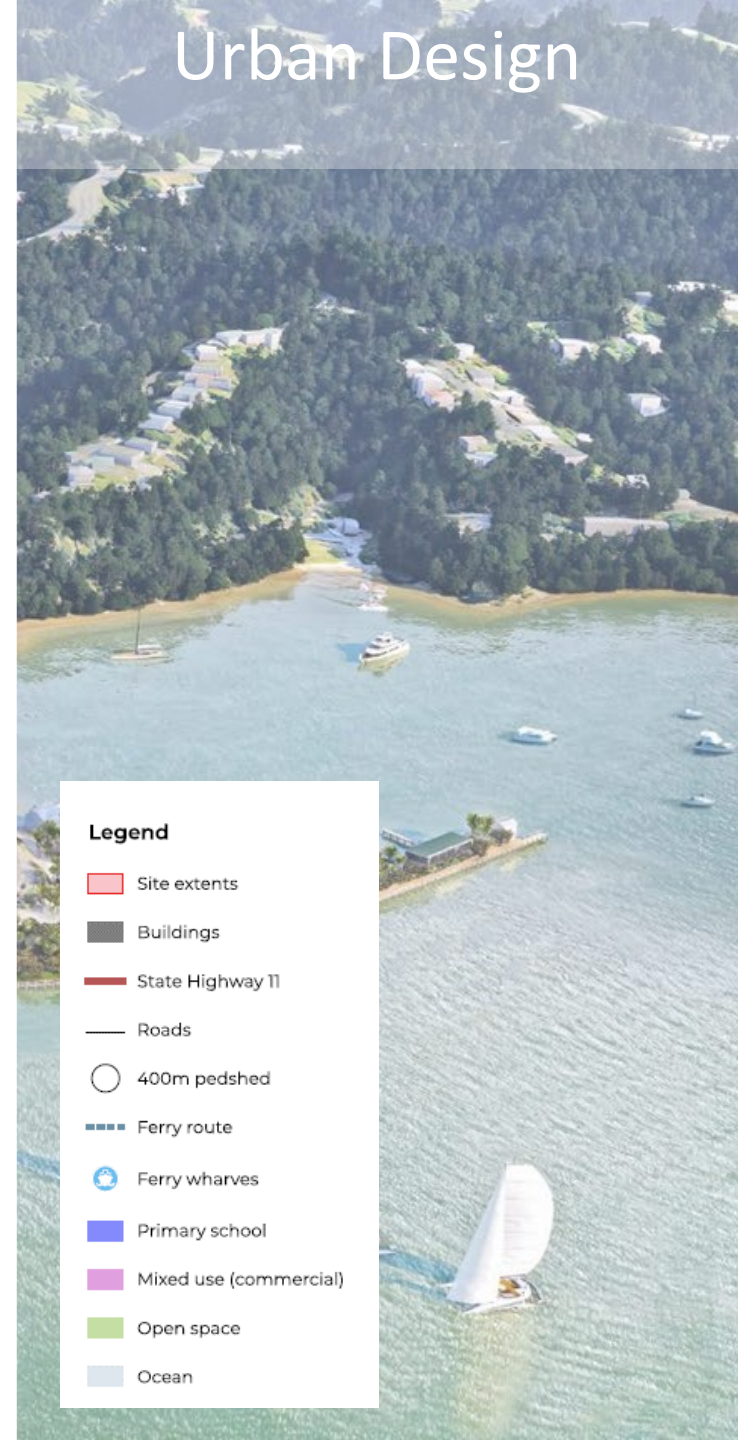 Urban Design
Legend
Site extents
Buildings
State Highway 11
Roads
400m pedshed
Ferry route
Ferry wharves
Primary school
Mixed use (commercial)
Open space
Ocean